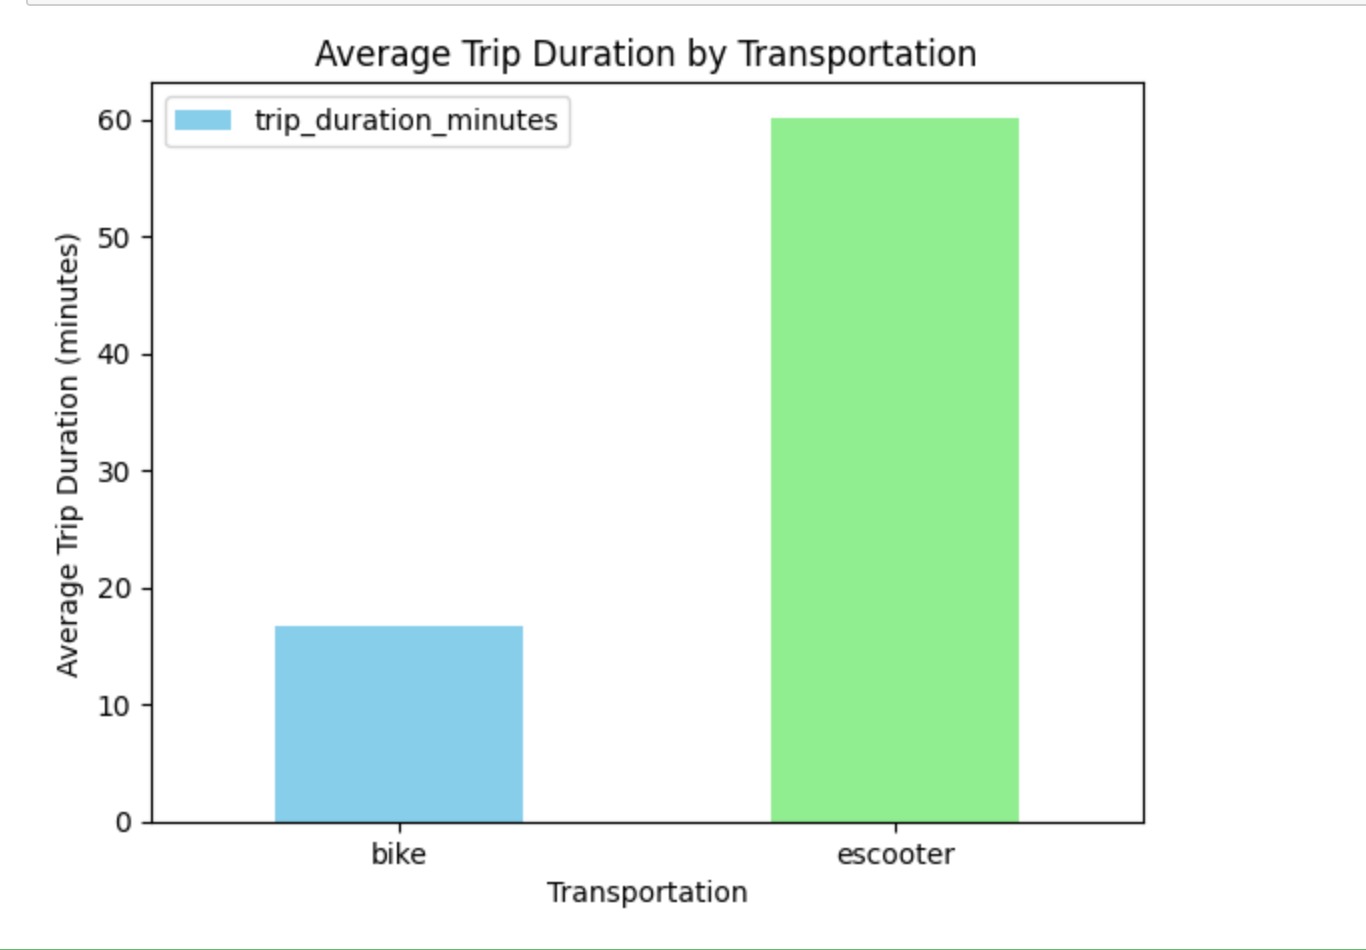 Average Trip Duration by Transportation
trip_duration_minutes
Average Trip Duration (minutes)
60
50
40
30
20
10
0
bike
escooter
Transportation